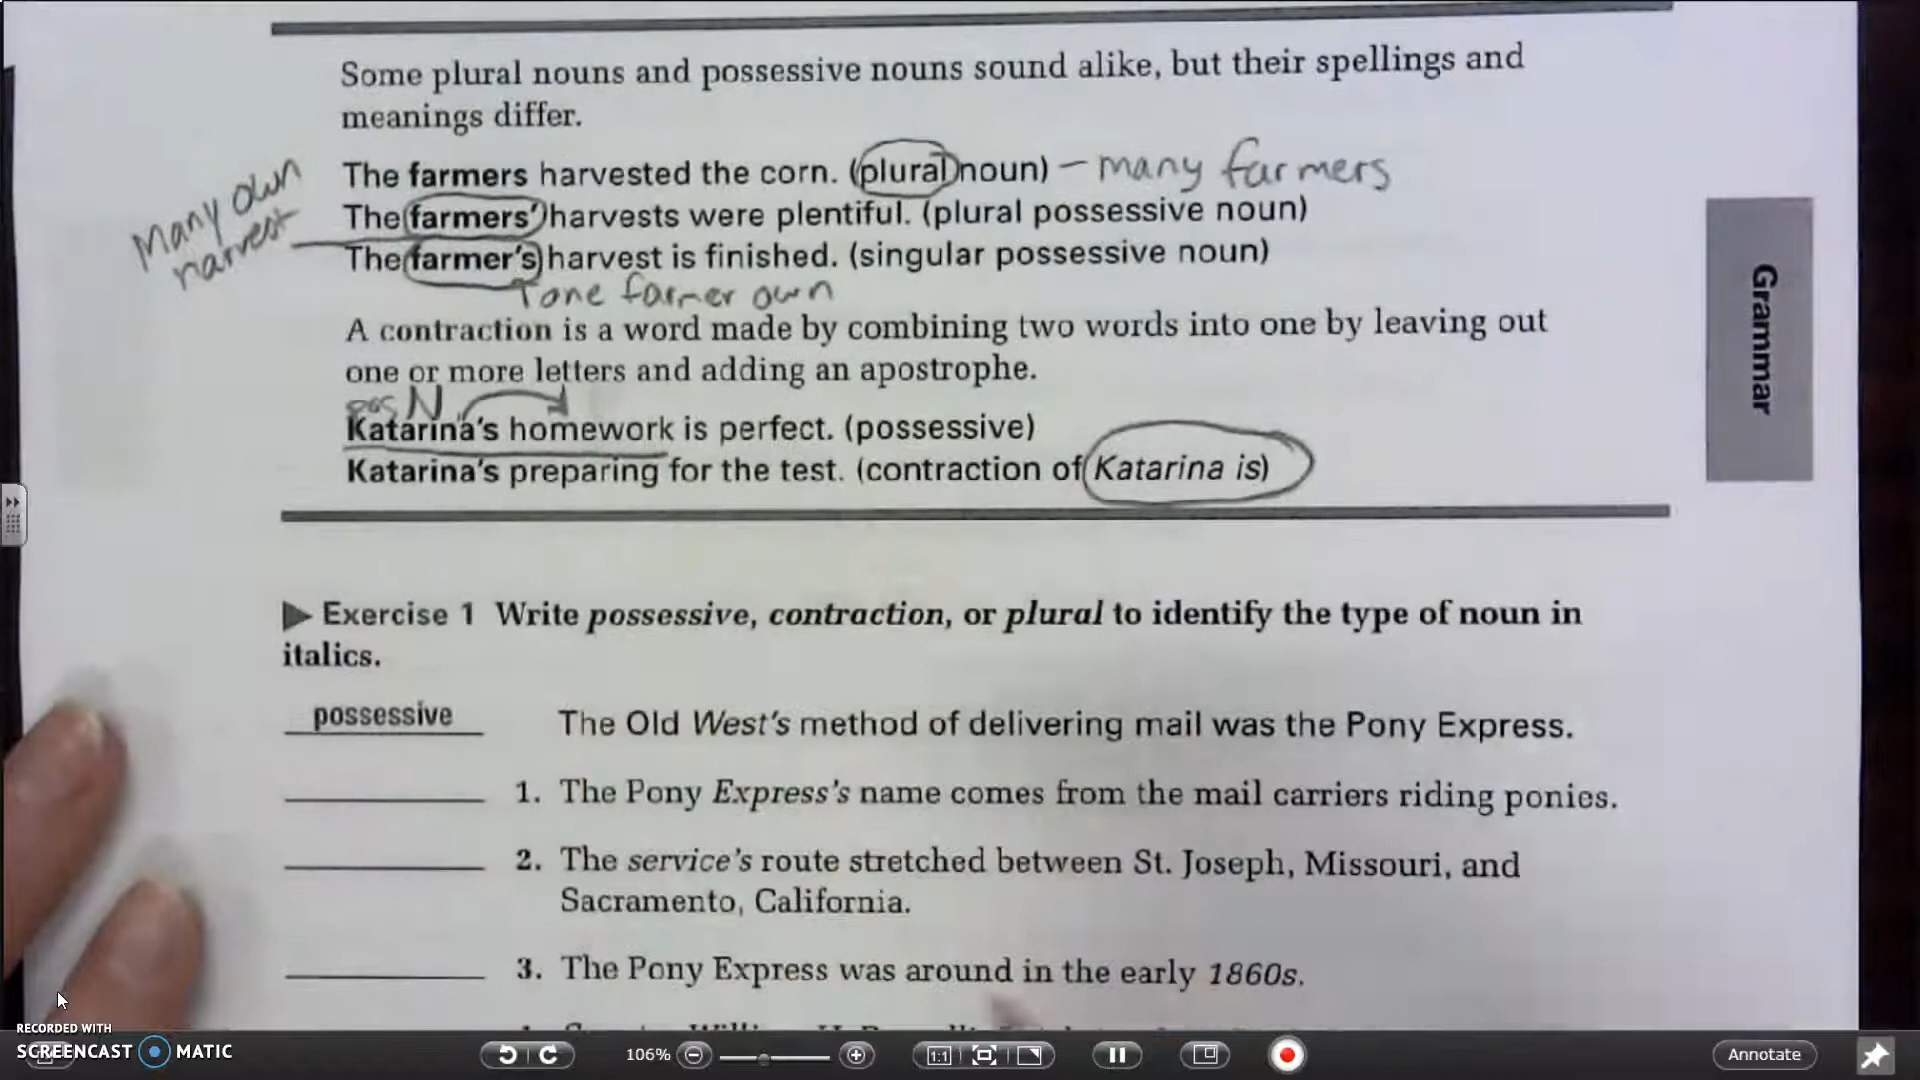 Some plural nouns and possessive nouns sound alike, but their spellings and
meanings differ.
The farmers harvested the corn. (plural noun) – many farmers
Many own
harvest
The farmers' harvests were plentiful. (plural possessive noun)
The farmer's harvest is finished. (singular possessive noun)
one farmer own
A contraction is a word made by combining two words into one by leaving out
one or more letters and adding an apostrophe.
pos N
Katarina's homework is perfect. (possessive)
Katarina's preparing for the test. (contraction of Katarina is)
Grammar
▶ Exercise 1 Write possessive, contraction, or plural to identify the type of noun in
italics.
possessive The Old West's method of delivering mail was the Pony Express.
1. The Pony Express's name comes from the mail carriers riding ponies.
2. The service's route stretched between St. Joseph, Missouri, and
Sacramento, California.
3. The Pony Express was around in the early 1860s.
RECORDED WITH
SCREENCAST MATIC
106%
1:1
Annotate